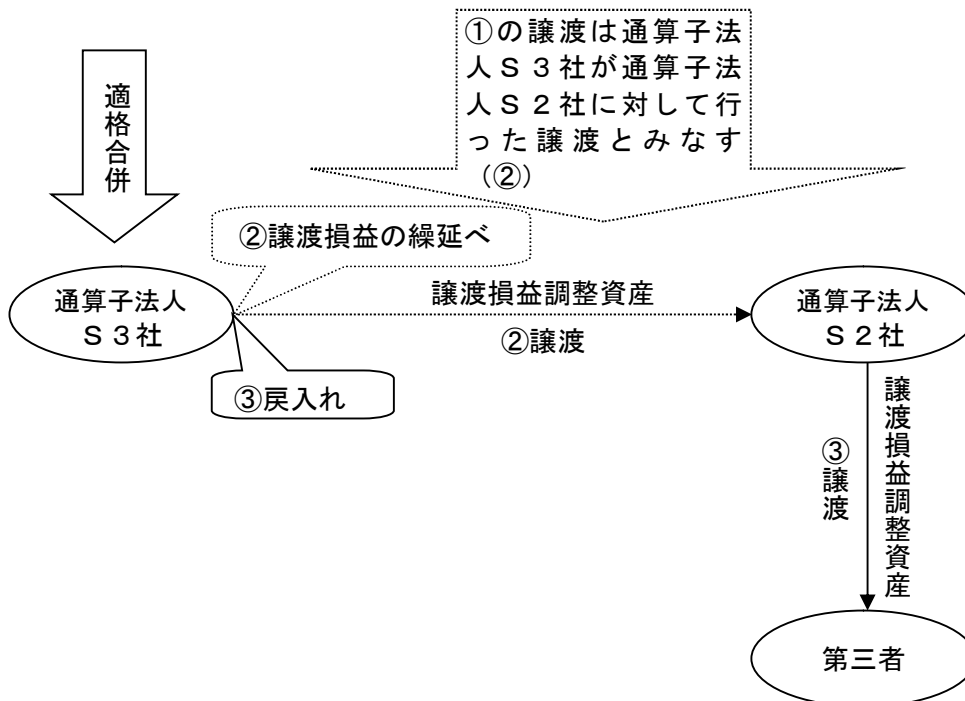 ①の譲渡は通算子法
人S3社が通算子法
人S2社に対して行
った譲渡とみなす
(②)
適格合併
②譲渡損益の繰延べ
通算子法人
S3社
譲渡損益調整資産
②譲渡
通算子法人
S2社
③戻入れ
③譲渡
譲渡損益調整資産
第三者